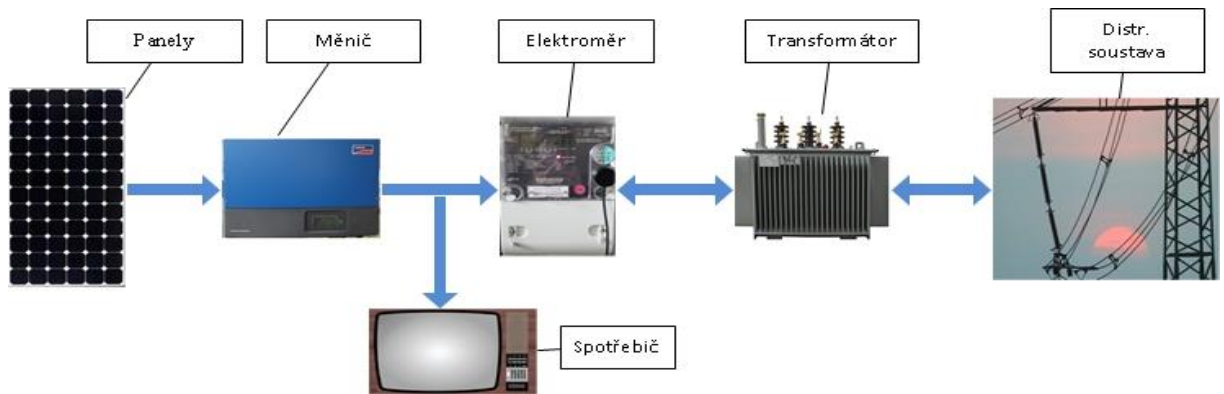 Panely
Měnič
Elektroměr
Transformátor
Distr.
soustava
Spotřebič